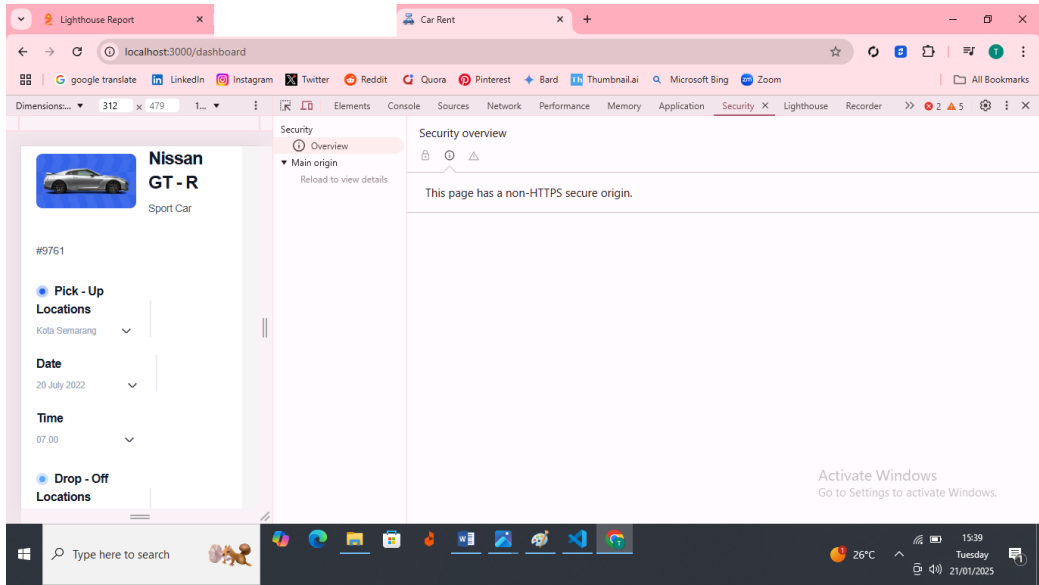 Lighthouse Report
Car Rent
localhost:3000/dashboard
google translate LinkedIn Instagram Twitter Reddit Quora Pinterest Bard Thumbnail.ai Microsoft Bing Zoom All Bookmarks
Dimensions:... 312 × 479 1... Elements Console Sources Network Performance Memory Application Security Lighthouse Recorder 2 5
Security
Overview
Main origin
Reload to view details
Security overview
This page has a non-HTTPS secure origin.
Nissan
GT - R
Sport Car
#9761
Pick - Up
Locations
Kota Semarang
Date
20 July 2022
Time
07.00
Drop - Off
Locations
Activate Windows
Go to Settings to activate Windows.
Type here to search
26°C
15:39
Tuesday
21/01/2025